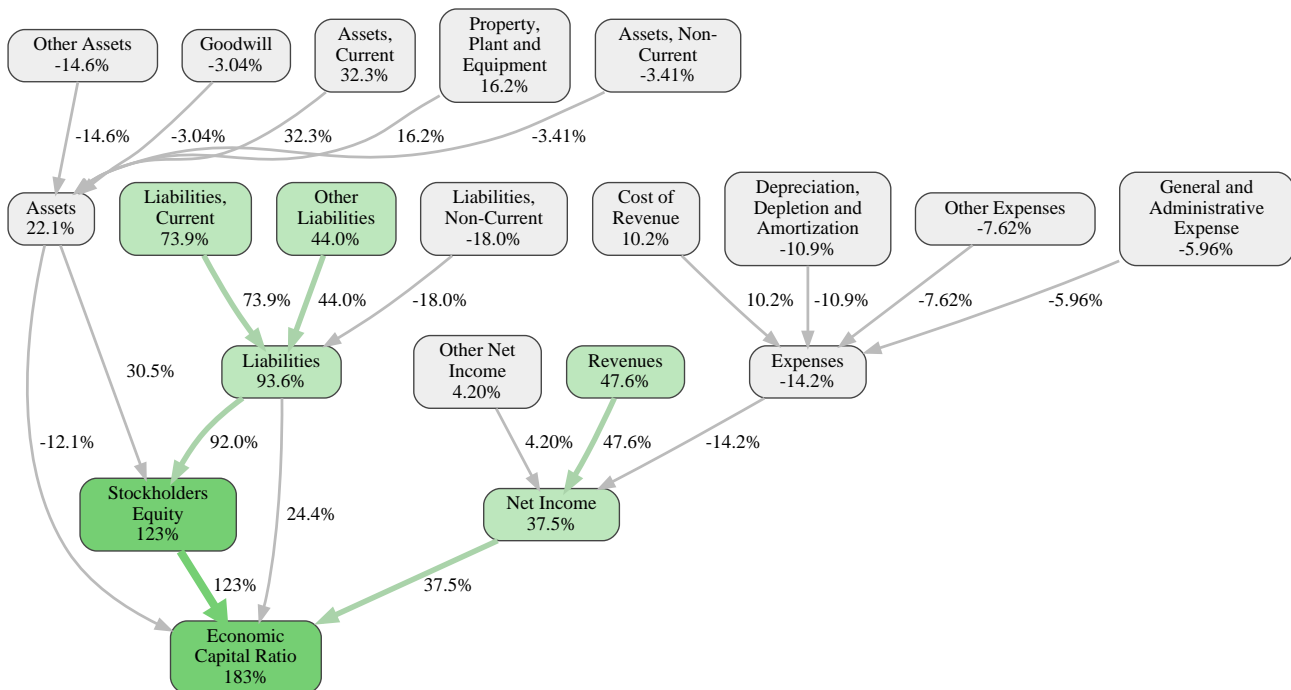 Other Assets
-14.6%
Goodwill
-3.04%
Assets,
Current
32.3%
Property,
Plant and
Equipment
16.2%
Assets, Non-
Current
-3.41%
-14.6%
-3.04%
32.3%
16.2%
-3.41%
Assets
22.1%
Liabilities,
Current
73.9%
Other
Liabilities
44.0%
Liabilities,
Non-Current
-18.0%
Cost of
Revenue
10.2%
Depreciation,
Depletion and
Amortization
-10.9%
Other Expenses
-7.62%
General and
Administrative
Expense
-5.96%
73.9%
44.0%
-18.0%
10.2%
-10.9%
-7.62%
-5.96%
30.5%
Liabilities
93.6%
Other Net
Income
4.20%
Revenues
47.6%
Expenses
-14.2%
-12.1%
92.0%
4.20%
47.6%
-14.2%
Stockholders
Equity
123%
24.4%
Net Income
37.5%
123%
37.5%
Economic
Capital Ratio
183%